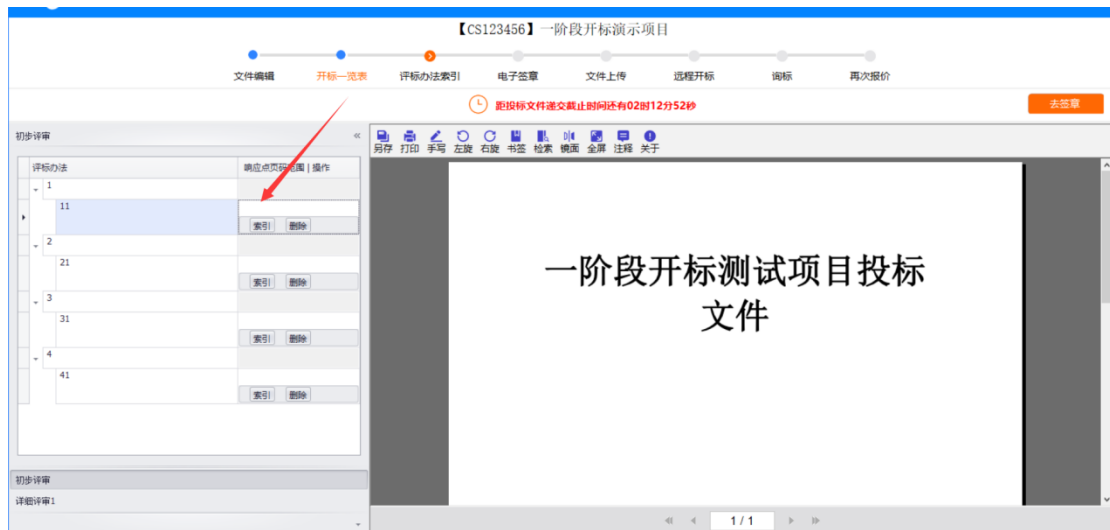 【CS123456】一阶段开标演示项目
文件编辑 开标一览表 评标办法索引 电子签章 文件上传 远程开标 询标 再次报价
距投标文件递交截止时间还有02时12分52秒 去签章
初步评审 «
另存 打印 手写 左旋 右旋 书签 检索 镜面 全屏 注释 关于
评标办法 响应点页码范围 | 操作
1
11
索引 删除
2
21
索引 删除
3
31
索引 删除
4
41
索引 删除
一阶段开标测试项目投标
文件
初步评审
详细评审1
1 / 1